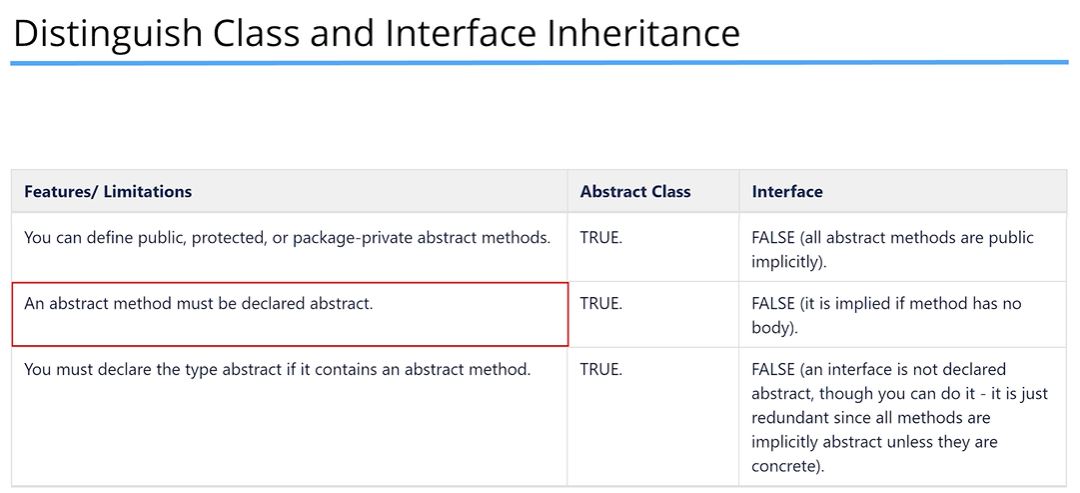 Distinguish Class and Interface Inheritance
Features/ Limitations
Abstract Class
Interface
You can define public, protected, or package-private abstract methods.
TRUE.
FALSE (all abstract methods are public
implicitly).
An abstract method must be declared abstract.
TRUE.
FALSE (it is implied if method has no
body).
You must declare the type abstract if it contains an abstract method.
TRUE.
FALSE (an interface is not declared
abstract, though you can do it - it is just
redundant since all methods are
implicitly abstract unless they are
concrete).